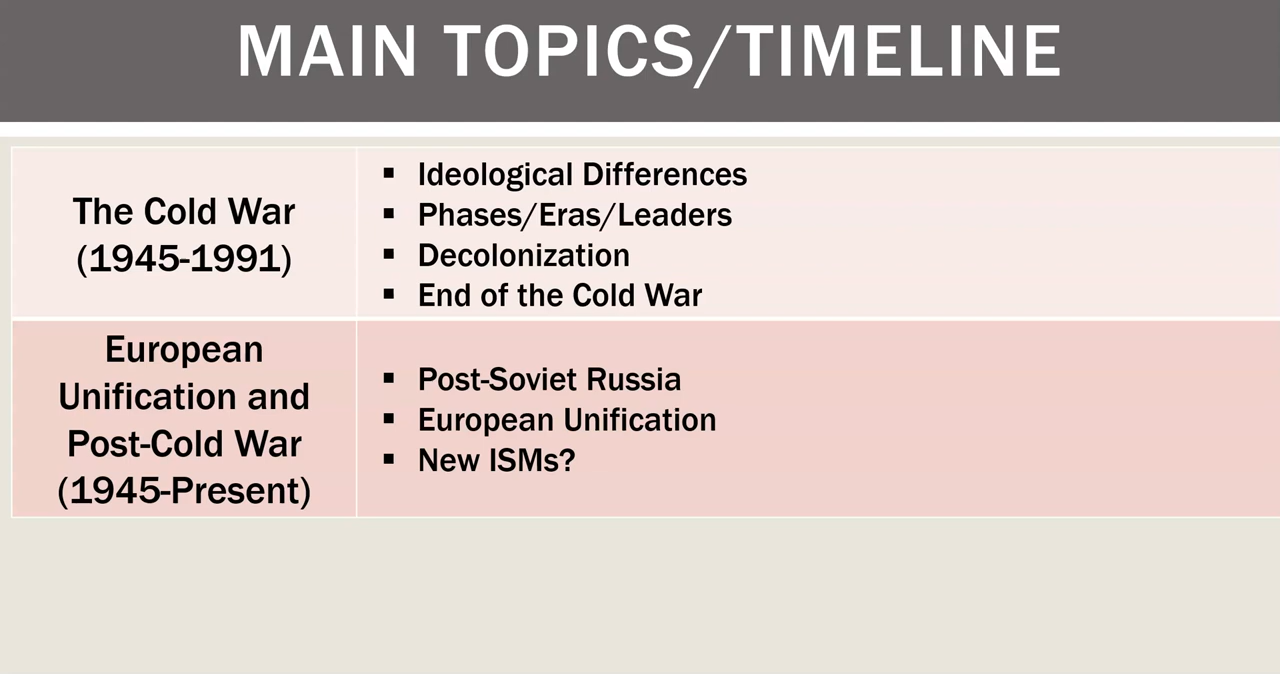 MAIN TOPICS/TIMELINE
The Cold War
(1945-1991)
▪ Ideological Differences
▪ Phases/Eras/Leaders
▪ Decolonization
▪ End of the Cold War
European
Unification and
Post-Cold War
(1945-Present)
▪ Post-Soviet Russia
▪ European Unification
▪ New ISMs?